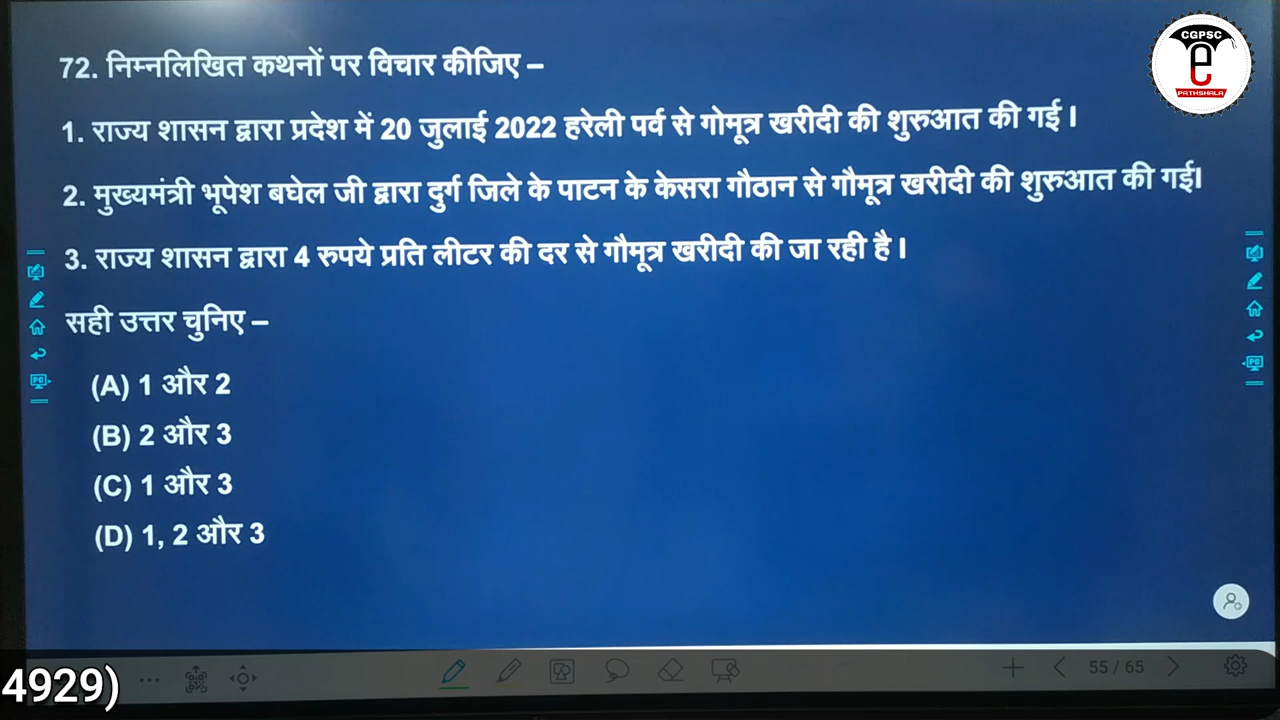 CGPSC
e
PATHSHALA
72. निम्नलिखित कथनों पर विचार कीजिए –
1. राज्य शासन द्वारा प्रदेश में 20 जुलाई 2022 हरेली पर्व से गोमूत्र खरीदी की शुरुआत की गई।
2. मुख्यमंत्री भूपेश बघेल जी द्वारा दुर्ग जिले के पाटन के केसरा गौठान से गौमूत्र खरीदी की शुरुआत की गई।
3. राज्य शासन द्वारा 4 रुपये प्रति लीटर की दर से गौमूत्र खरीदी की जा रही है ।
सही उत्तर चुनिए –
(A) 1 और 2
(B) 2 और 3
(C) 1 और 3
(D) 1, 2 और 3
PC
PC
4929)
55 / 65